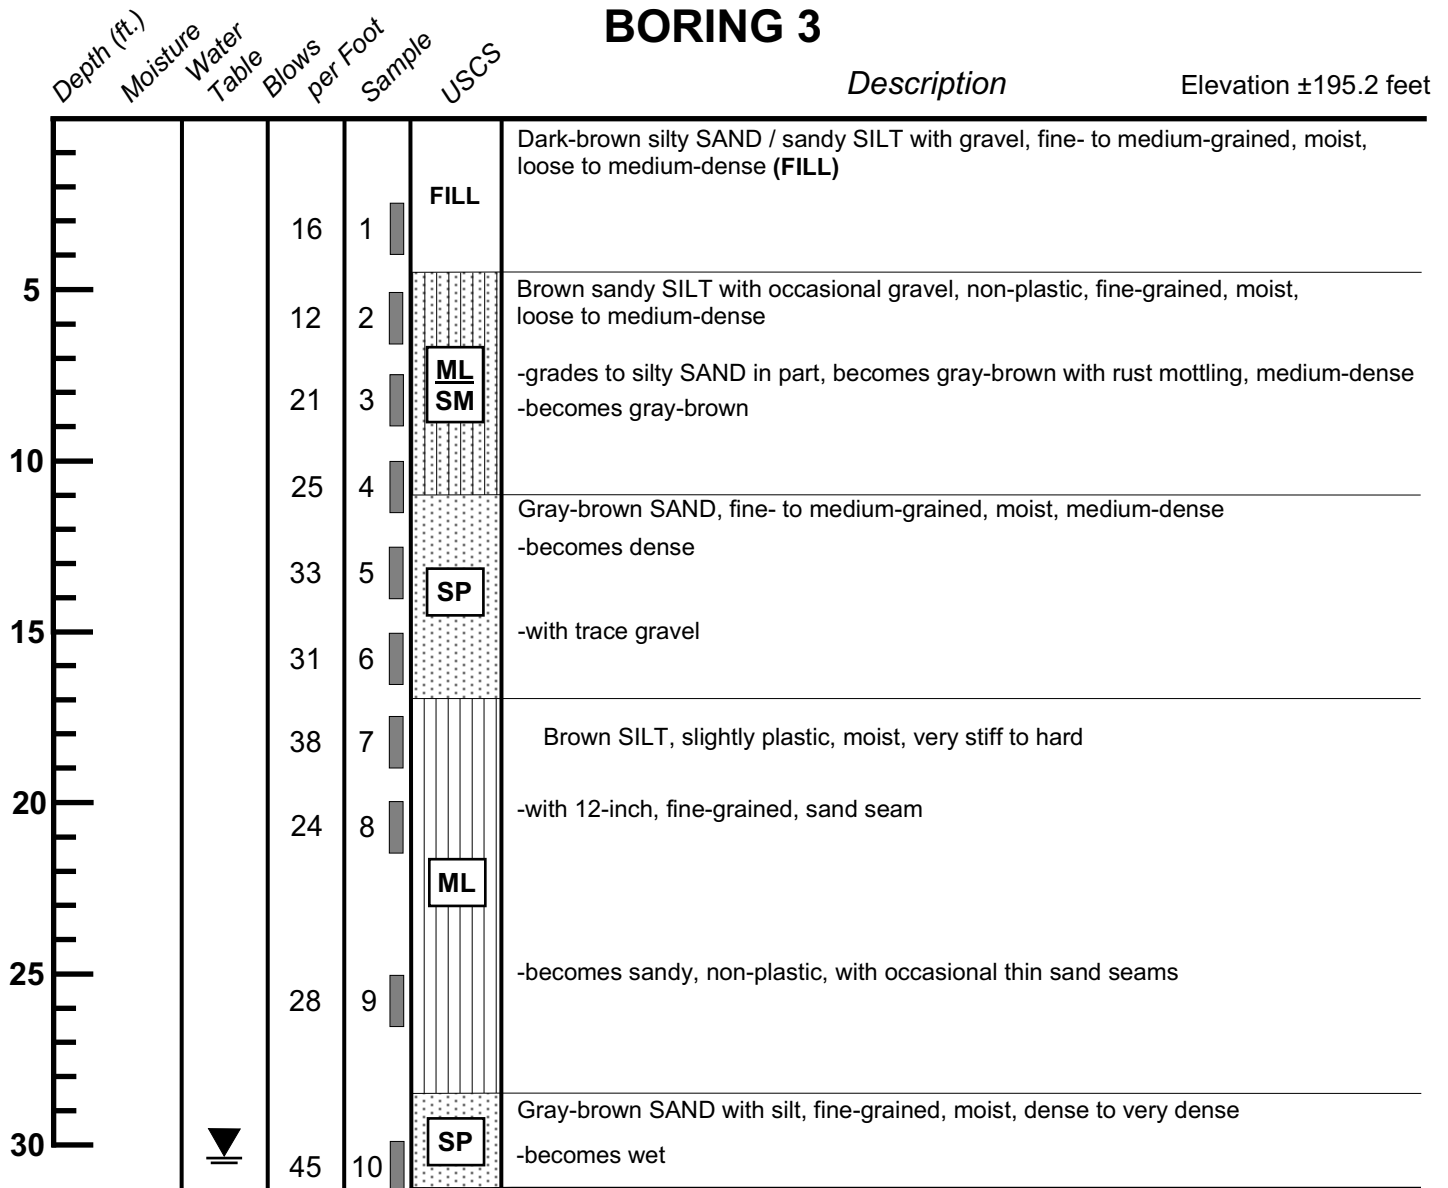 BORING 3
Depth (ft.)
Moisture
Water
Table
Blows
per Foot
Sample
USCS
Description
Elevation ±195.2 feet
Dark-brown silty SAND / sandy SILT with gravel, fine- to medium-grained, moist,
loose to medium-dense (FILL)
FILL
16 1
5
Brown sandy SILT with occasional gravel, non-plastic, fine-grained, moist,
loose to medium-dense
12 2
ML
SM
-grades to silty SAND in part, becomes gray-brown with rust mottling, medium-dense
21 3
-becomes gray-brown
10
25 4
Gray-brown SAND, fine- to medium-grained, moist, medium-dense
-becomes dense
33 5
SP
15
-with trace gravel
31 6
38 7
Brown SILT, slightly plastic, moist, very stiff to hard
20
-with 12-inch, fine-grained, sand seam
24 8
ML
25
-becomes sandy, non-plastic, with occasional thin sand seams
28 9
Gray-brown SAND with silt, fine-grained, moist, dense to very dense
30
SP
-becomes wet
45 10